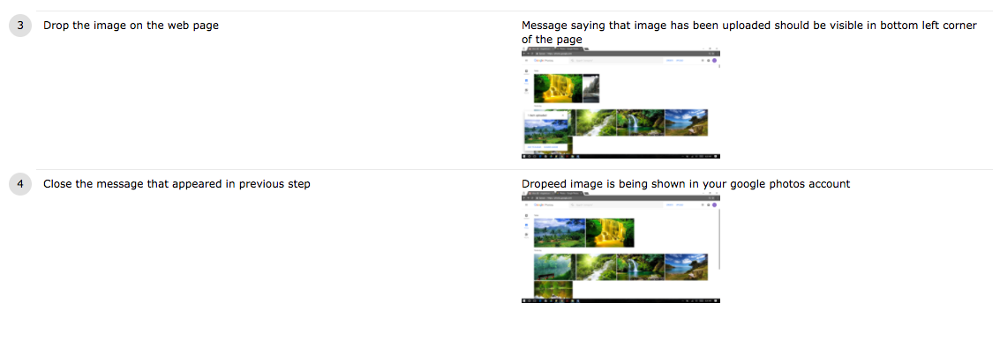 3 Drop the image on the web page
Message saying that image has been uploaded should be visible in bottom left corner
of the page
4 Close the message that appeared in previous step
Dropeed image is being shown in your google photos account